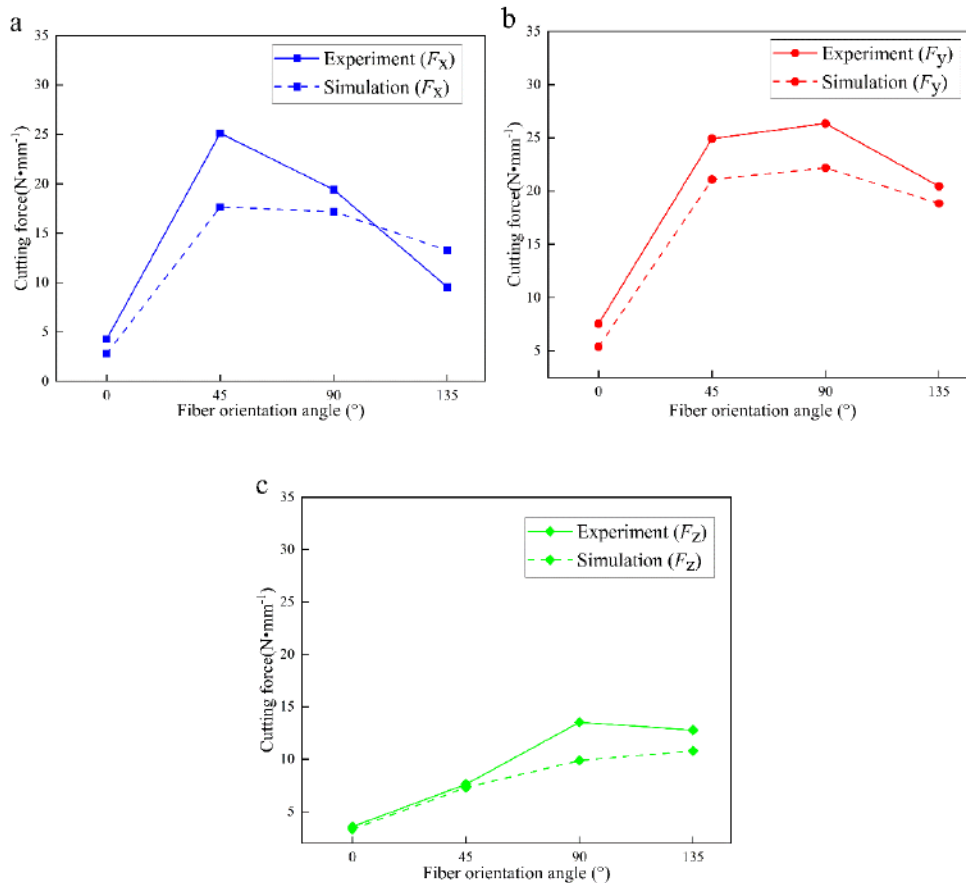 a
Experiment (Fx)
Simulation (Fx)
Cutting force(N•mm-1)
35
30
25
20
15
10
5
0
0 45 90 135
Fiber orientation angle (°)
b
Experiment (Fy)
Simulation (Fy)
Cutting force(N•mm-1)
35
30
25
20
15
10
5
0 45 90 135
Fiber orientation angle (°)
c
Experiment (Fz)
Simulation (Fz)
Cutting force(N•mm-1)
35
30
25
20
15
10
5
0 45 90 135
Fiber orientation angle (°)